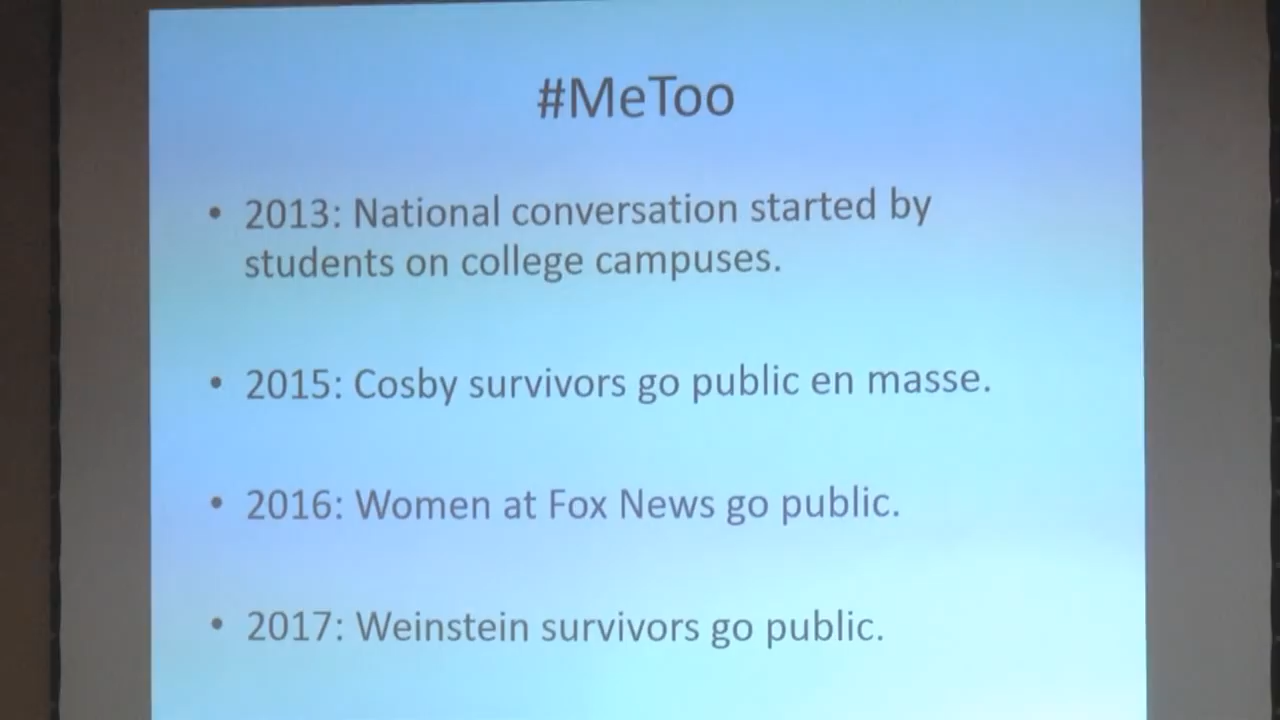 #MeToo
• 2013: National conversation started by
students on college campuses.
• 2015: Cosby survivors go public en masse.
• 2016: Women at Fox News go public.
• 2017: Weinstein survivors go public.